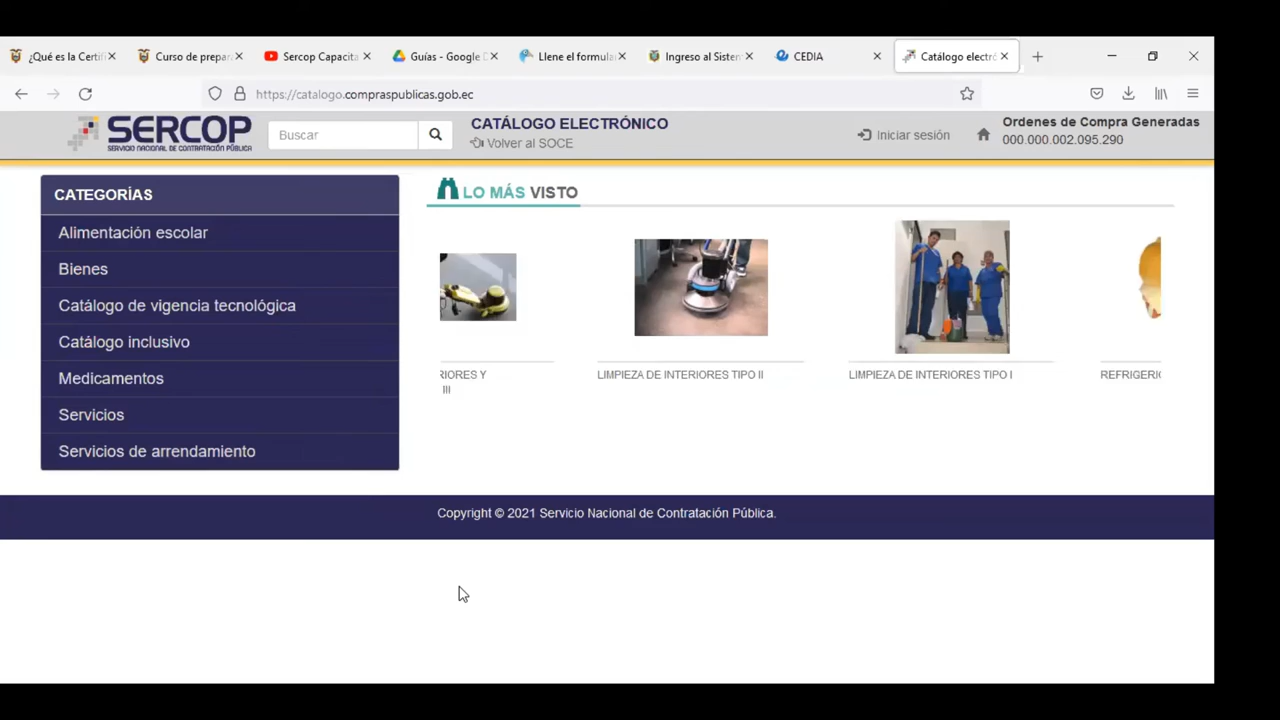 ¿Qué es la Certifi
Curso de prepar
Sercop Capacita
Guías - Google D
Llene el formular
Ingreso al Sistem
CEDIA
Catálogo electró
https://catalogo.compraspublicas.gob.ec
SERCOP
SERVICIO NACIONAL DE CONTRATACIÓN PÚBLICA
Buscar
CATÁLOGO ELECTRÓNICO
Volver al SOCE
Iniciar sesión
Ordenes de Compra Generadas
000.000.002.095.290
CATEGORÍAS
Alimentación escolar
Bienes
Catálogo de vigencia tecnológica
Catálogo inclusivo
Medicamentos
Servicios
Servicios de arrendamiento
LO MÁS VISTO
RIORES Y
III
LIMPIEZA DE INTERIORES TIPO II
LIMPIEZA DE INTERIORES TIPO I
REFRIGERIO
Copyright © 2021 Servicio Nacional de Contratación Pública.